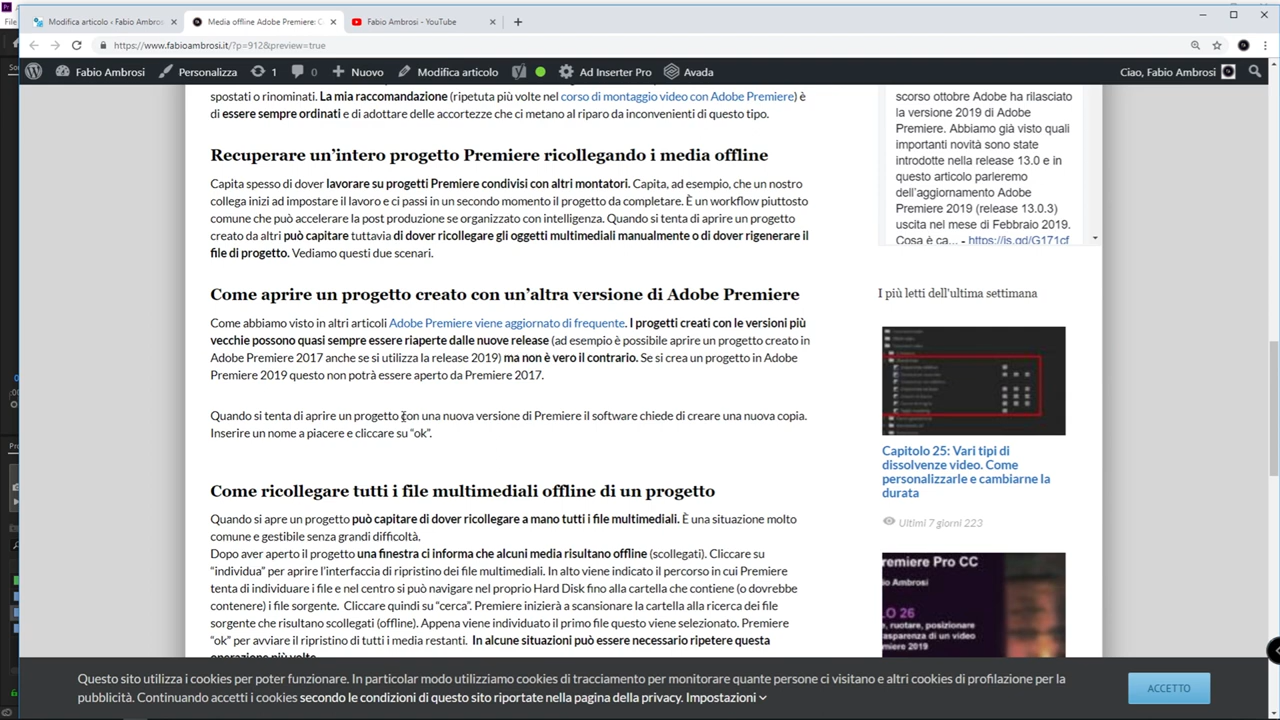 Modifica articolo ‹ Fabio Ambros
Media offline Adobe Premiere: C
Fabio Ambrosi - YouTube
https://www.fabioambrosi.it/?p=912&preview=true
Fabio Ambrosi
Personalizza
1
0
Nuovo
Modifica articolo
Ad Inserter Pro
Avada
Ciao, Fabio Ambrosi
spostati o rinominati. La mia raccomandazione (ripetuta più volte nel corso di montaggio video con Adobe Premiere) è
di essere sempre ordinati e di adottare delle accortezze che ci metano al riparo da inconvenienti di questo tipo.
Recuperare un'intero progetto Premiere ricollegando i media offline
Capita spesso di dover lavorare su progetti Premiere condivisi con altri montatori. Capita, ad esempio, che un nostro
collega inizi ad impostare il lavoro e ci passi in un secondo momento il progetto da completare. È un workflow piuttosto
comune che può accelerare la post produzione se organizzato con intelligenza. Quando si tenta di aprire un progetto
creato da altri può capitare tuttavia di dover ricollegare gli oggetti multimediali manualmente o di dover rigenerare il
file di progetto. Vediamo questi due scenari.
Come aprire un progetto creato con un'altra versione di Adobe Premiere
Come abbiamo visto in altri articoli Adobe Premiere viene aggiornato di frequente. I progetti creati con le versioni più
vecchie possono quasi sempre essere riaperte alle nuove release (ad esempio è possibile aprire un progetto creato in
Adobe Premiere 2017 anche se si utilizza la release 2019) ma non è vero il contrario. Se si crea un progetto in Adobe
Premiere 2019 questo non potrà essere aperto da Premiere 2017.
Quando si tenta di aprire un progetto con una nuova versione di Premiere il software chiede di creare una nuova copia.
Inserire un nome a piacere e cliccare su “ok”.
Come ricollegare tutti i file multimediali offline di un progetto
Quando si apre un progetto può capitare di dover ricollegare a mano tutti i file multimediali. È una situazione molto
comune e gestibile senza grandi difficoltà.
Dopo aver aperto il progetto una finestra ci informa che alcuni media risultano offline (scollegati). Cliccare su
“individua” per aprire l'interfaccia di ripristino dei file multimediali. In alto viene indicato il percorso in cui Premiere
tenta di individuare i file e nel centro si può navigare nel proprio Hard Disk fino alla cartella che contiene (o dovrebbe
contenere) i file sorgente. Cliccare quindi su “cerca”. Premiere inizierà a scansionare la cartella alla ricerca dei file
sorgente che risultano scollegati (offline). Appena viene individuato il primo file questo viene selezionato. Premere
“ok” per avviare il ripristino di tutti i media restanti. In alcune situazioni può essere necessario ripetere questa
operazione più volte.
scorso ottobre Adobe ha rilasciato
la versione 2019 di Adobe
Premiere. Abbiamo già visto quali
importanti novità sono state
introdotte nella release 13.0 e in
questo articolo parleremo
dell'aggiornamento Adobe
Premiere 2019 (release 13.0.3)
uscita nel mese di Febbraio 2019.
Cosa è ca... - https://is.gd/G171cf
I più letti dell'ultima settimana
Capitolo 25: Vari tipi di
dissolvenze video. Come
personalizzarle e cambiarne la
durata
Ultimi 7 giorni 223
remiere Pro CC
io Ambrosi
LO 26
e, ruotare, posizionare
trasparenza di un video
miere 2019
Questo sito utilizza i cookies per poter funzionare. In particolar modo utilizziamo cookies di tracciamento per monitorare quante persone ci visitano e altri cookies di profilazione per la
pubblicità. Continuando accetti i cookies secondo le condizioni di questo sito riportate nella pagina della privacy. Impostazioni
ACCETTO